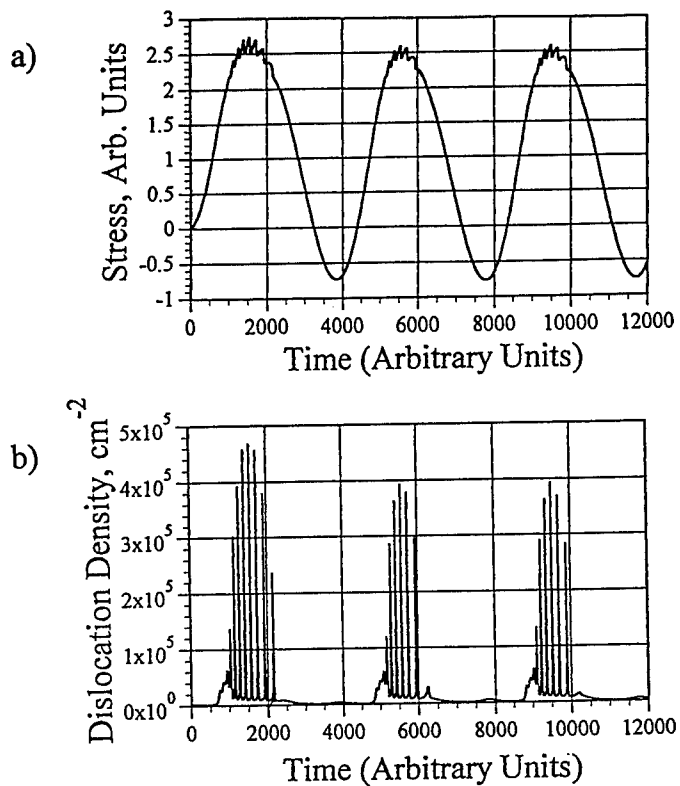 a)
Stress, Arb. Units
3
2.5
2
1.5
1
0.5
0
-0.5
-1
0 2000 4000 6000 8000 10000 12000
Time (Arbitrary Units)
b)
Dislocation Density, cm-2
5x10^5
4x10^5
3x10^5
2x10^5
1x10^5
0x10^0
0 2000 4000 6000 8000 10000 12000
Time (Arbitrary Units)